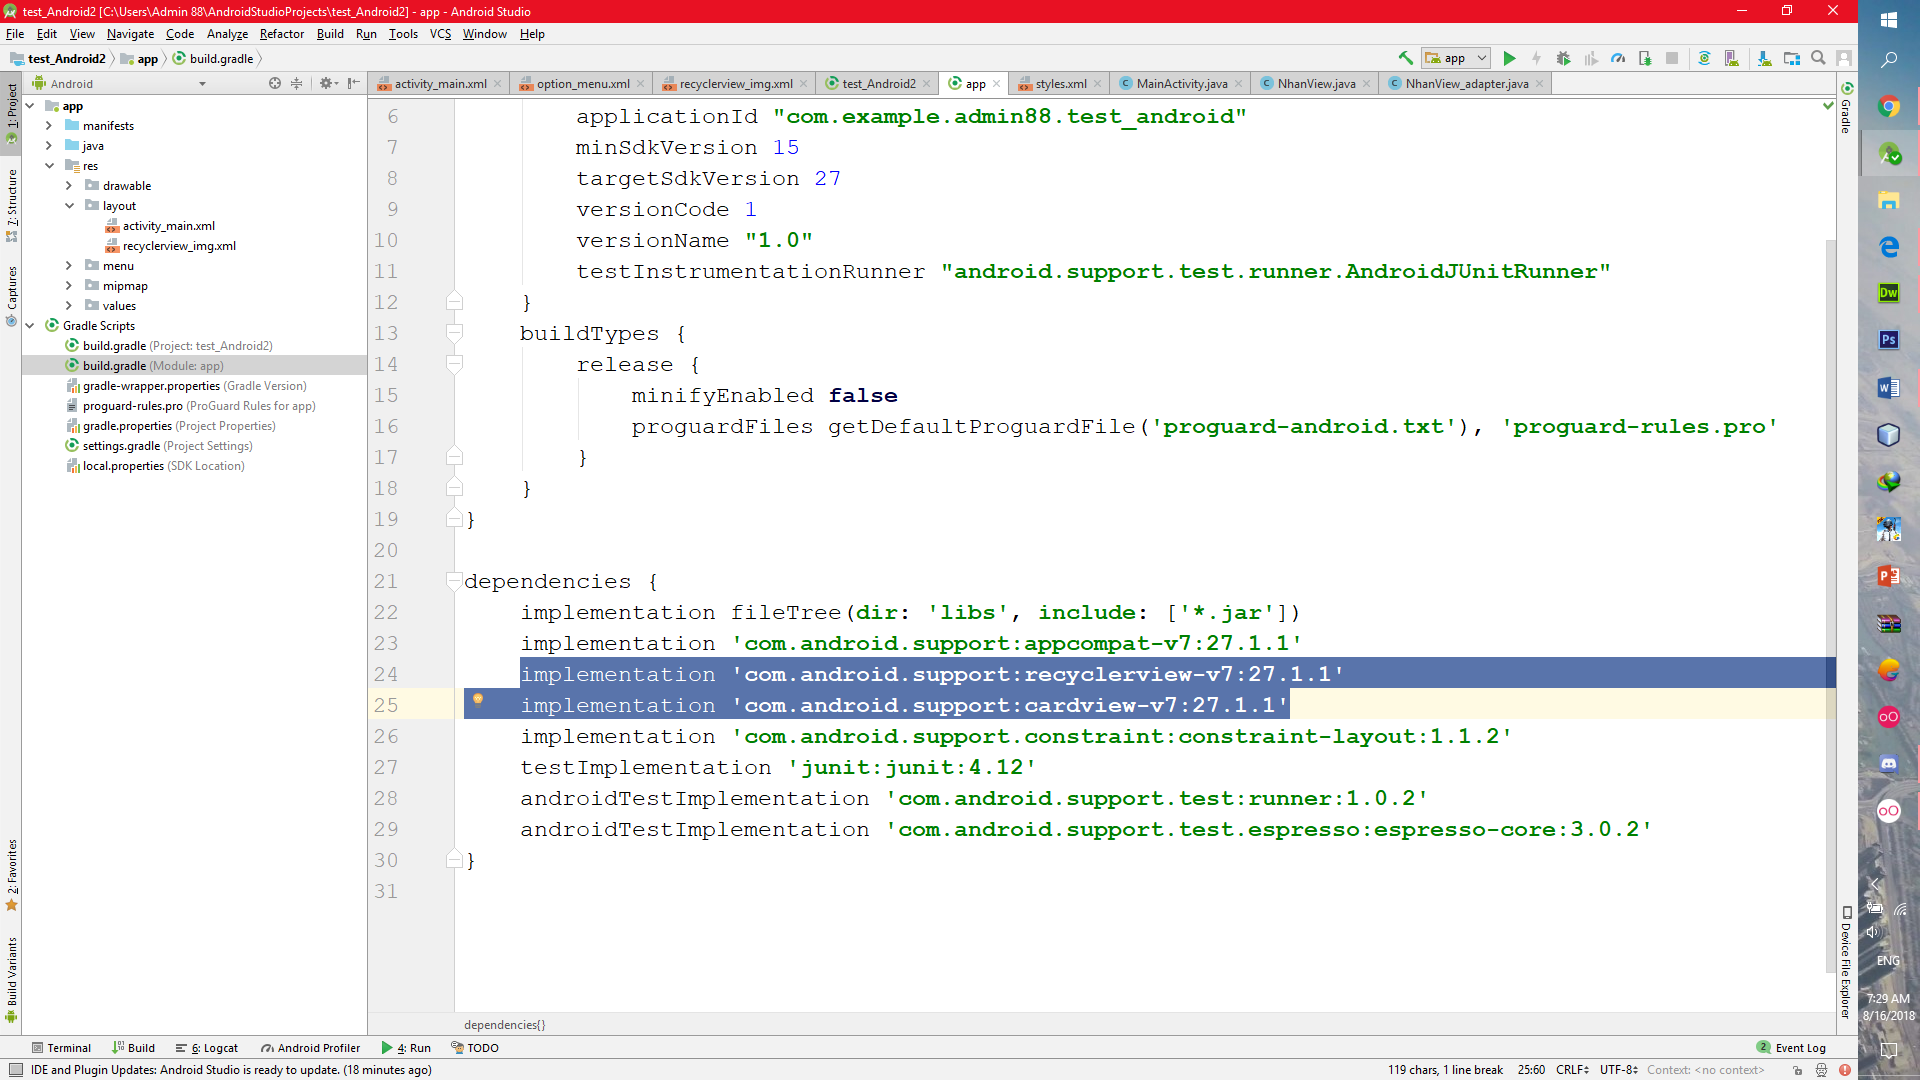 test_Android2 [C:\Users\Admin 88\AndroidStudioProjects\test_Android2] - app - Android Studio
File Edit View Navigate Code Analyze Refactor Build Run Tools VCS Window Help
test_Android2 app build.gradle
app
Android
activity_main.xml option_menu.xml recyclerview_img.xml test_Android2 app styles.xml MainActivity.java NhanView.java NhanView_adapter.java
1: Project
7: Structure
Captures
2: Favorites
Build Variants
app
manifests
java
res
drawable
layout
activity_main.xml
recyclerview_img.xml
menu
mipmap
values
Gradle Scripts
build.gradle (Project: test_Android2)
build.gradle (Module: app)
gradle-wrapper.properties (Gradle Version)
proguard-rules.pro (ProGuard Rules for app)
gradle.properties (Project Properties)
settings.gradle (Project Settings)
local.properties (SDK Location)
6 applicationId "com.example.admin88.test_android"
7 minSdkVersion 15
8 targetSdkVersion 27
9 versionCode 1
10 versionName "1.0"
11 testInstrumentationRunner "android.support.test.runner.AndroidJUnitRunner"
12 }
13 buildTypes {
14 release {
15 minifyEnabled false
16 proguardFiles getDefaultProguardFile('proguard-android.txt'), 'proguard-rules.pro'
17 }
18 }
19 }
20
21 dependencies {
22 implementation fileTree(dir: 'libs', include: ['*.jar'])
23 implementation 'com.android.support:appcompat-v7:27.1.1'
24 implementation 'com.android.support:recyclerview-v7:27.1.1'
25 implementation 'com.android.support:cardview-v7:27.1.1'
26 implementation 'com.android.support.constraint:constraint-layout:1.1.2'
27 testImplementation 'junit:junit:4.12'
28 androidTestImplementation 'com.android.support.test:runner:1.0.2'
29 androidTestImplementation 'com.android.support.test.espresso:espresso-core:3.0.2'
30 }
31
dependencies{}
Gradle
Device File Explorer
Dw
Ps
ENG
7:29 AM
8/16/2018
Terminal Build 6: Logcat Android Profiler 4: Run TODO
2 Event Log
IDE and Plugin Updates: Android Studio is ready to update. (18 minutes ago)
119 chars, 1 line break 25:60 CRLF UTF-8 Context: <no context>